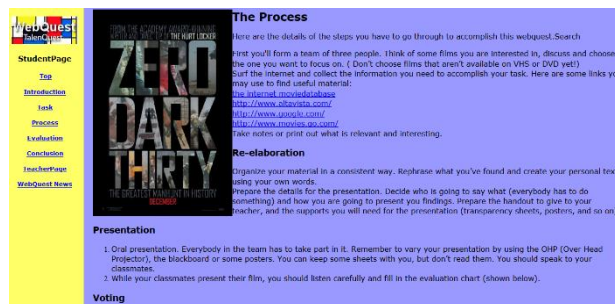 WebQuest
TalenQuest
StudentPage
Top
Introduction
Task
Process
Evaluation
Conclusion
TeacherPage
WebQuest News
FROM THE ACADEMY AWARD® WINNING
WRITER AND DIRECTOR OF THE HURT LOCKER
ZERO
DARK
THIRTY
THE GREATEST MANHUNT IN HISTORY
DECEMBER
The Process
Here are the details of the steps you have to go through to accomplish this webquest.Search
First you'll form a team of three people. Think of some films you are interested in, discuss and choose
the one you want to focus on. ( Don't choose films that aren't available on VHS or DVD yet!)
Surf the internet and collect the information you need to accomplish your task. Here are some links you
may use to find useful material:
the internet moviedatabase
http://www.altavista.com/
http://www.google.com/
http://www.movies.go.com/
Take notes or print out what is relevant and interesting.
Re-elaboration
Organize your material in a consistent way. Rephrase what you've found and create your personal text
using your own words.
Prepare the details for the presentation. Decide who is going to say what (everybody has to do
something) and how you are going to present you findings. Prepare the handout to give to your
teacher, and the supports you will need for the presentation (transparency sheets, posters, and so on)
Presentation
1. Oral presentation. Everybody in the team has to take part in it. Remember to vary your presentation by using the OHP (Over Head
Projector), the blackboard or some posters. You can keep some sheets with you, but don't read them. You should speak to your
classmates.
2. While your classmates present their film, you should listen carefully and fill in the evaluation chart (shown below).
Voting